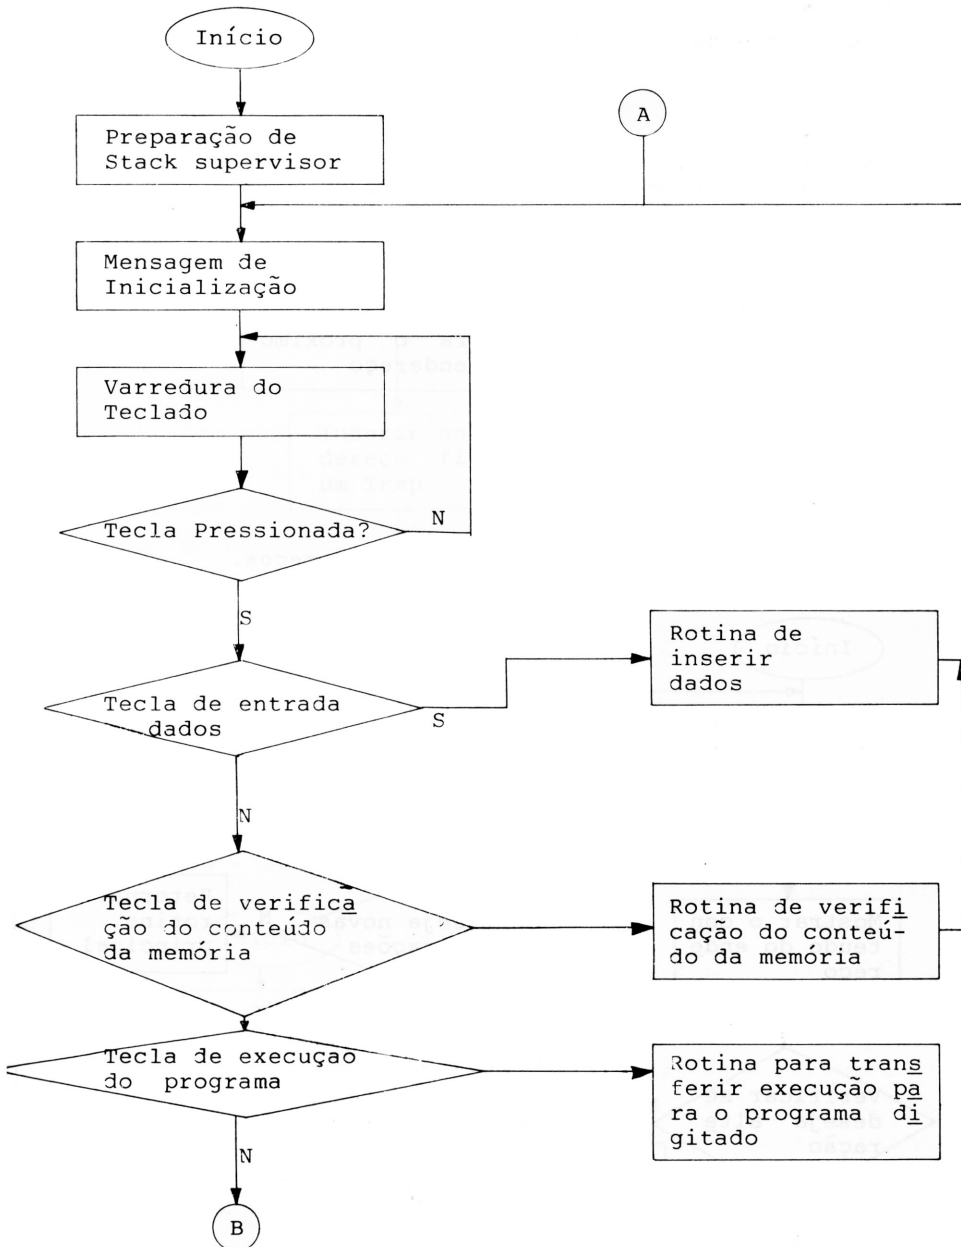 Início
A
Preparação de
Stack supervisor
Mensagem de
Inicialização
Varredura do
Teclado
Tecla Pressionada?
N
S
Rotina de
inserir
dados
Tecla de entrada
dados
S
N
Tecla de verificã
ção do conteúdo
da memória
Rotina de verifi
cação do conteú-
do da memória
Tecla de execuçao
do programa
Rotina para trans
ferir execução pa
ra o programa di
gitado
N
B